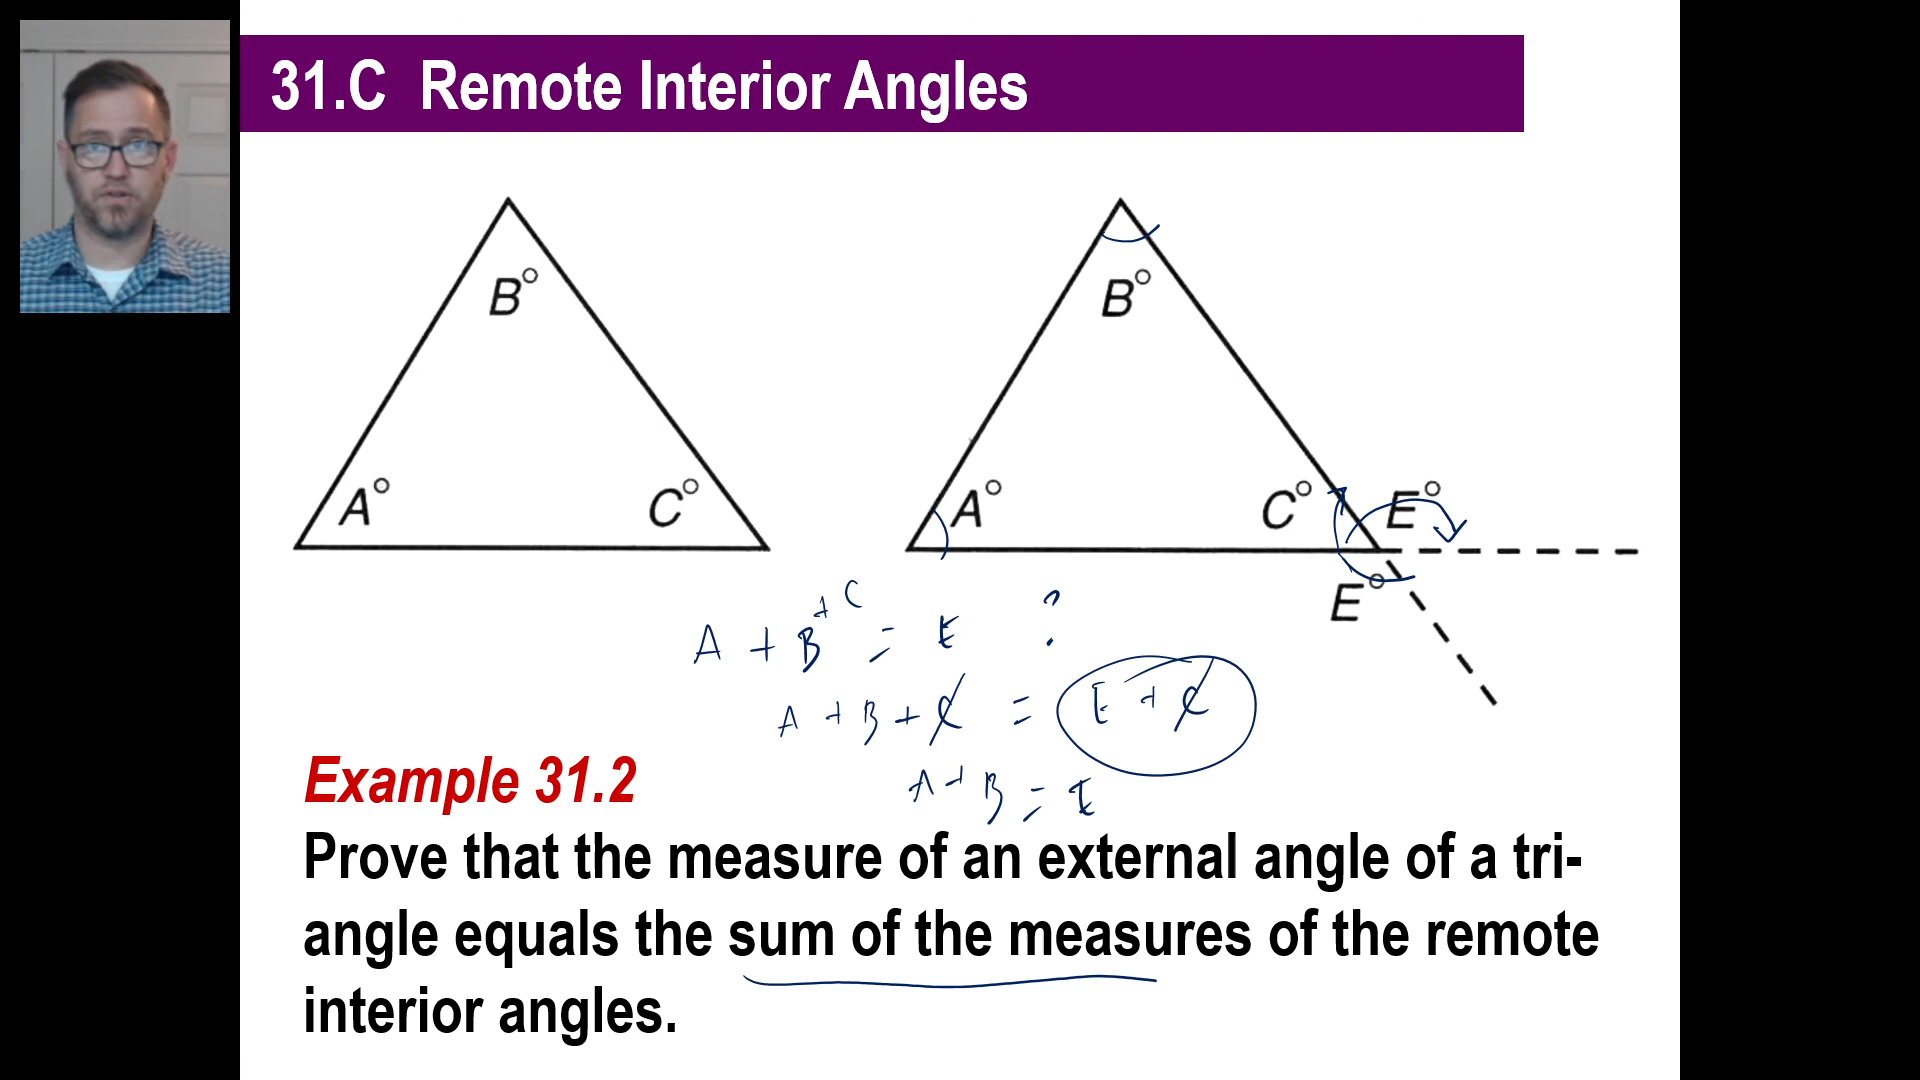 31.C Remote Interior Angles
B°
A°
C°
B°
A°
C°
E°
E°
A + B + C = E ?
A + B + C = E + C
A + B = E
Example 31.2
Prove that the measure of an external angle of a tri-
angle equals the sum of the measures of the remote
interior angles.